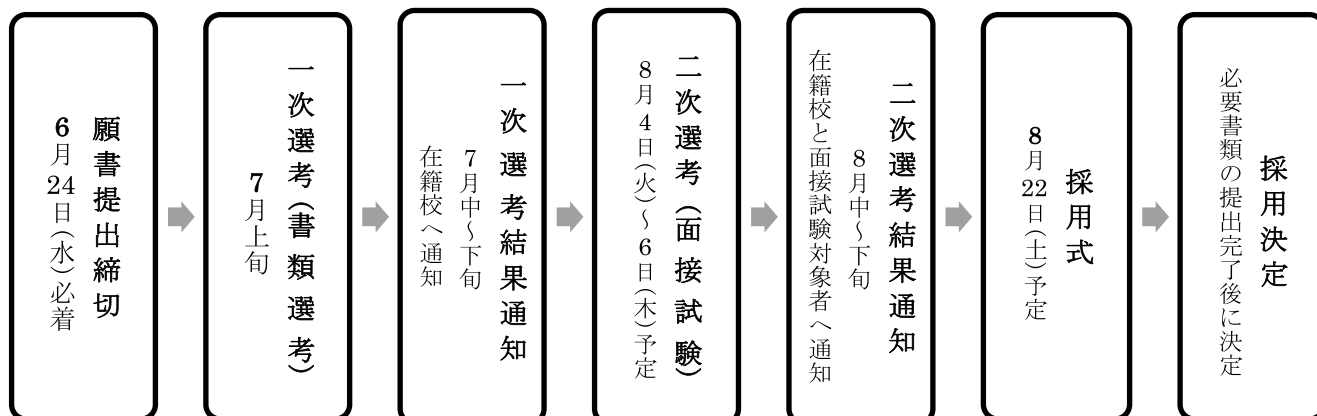 願書提出締切
6月24日(水)必着
一次選考(書類選考)
7月上旬
一次選考結果通知
7月中~下旬
在籍校へ通知
二次選考(面接試験)
8月4日(火)~6日(木)予定
二次選考結果通知
8月中~下旬
在籍校と面接試験対象者へ通知
採用式
8月22日(土)予定
採用決定
必要書類の提出完了後に決定